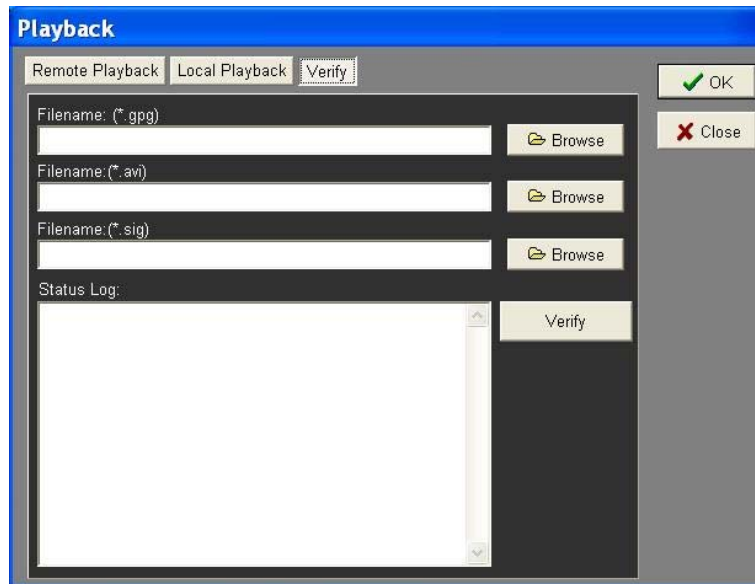 Playback
Remote Playback Local Playback Verify
OK
Close
Filename: (*.gpg)
Browse
Filename:(*.avi)
Browse
Filename:(*.sig)
Browse
Status Log:
Verify